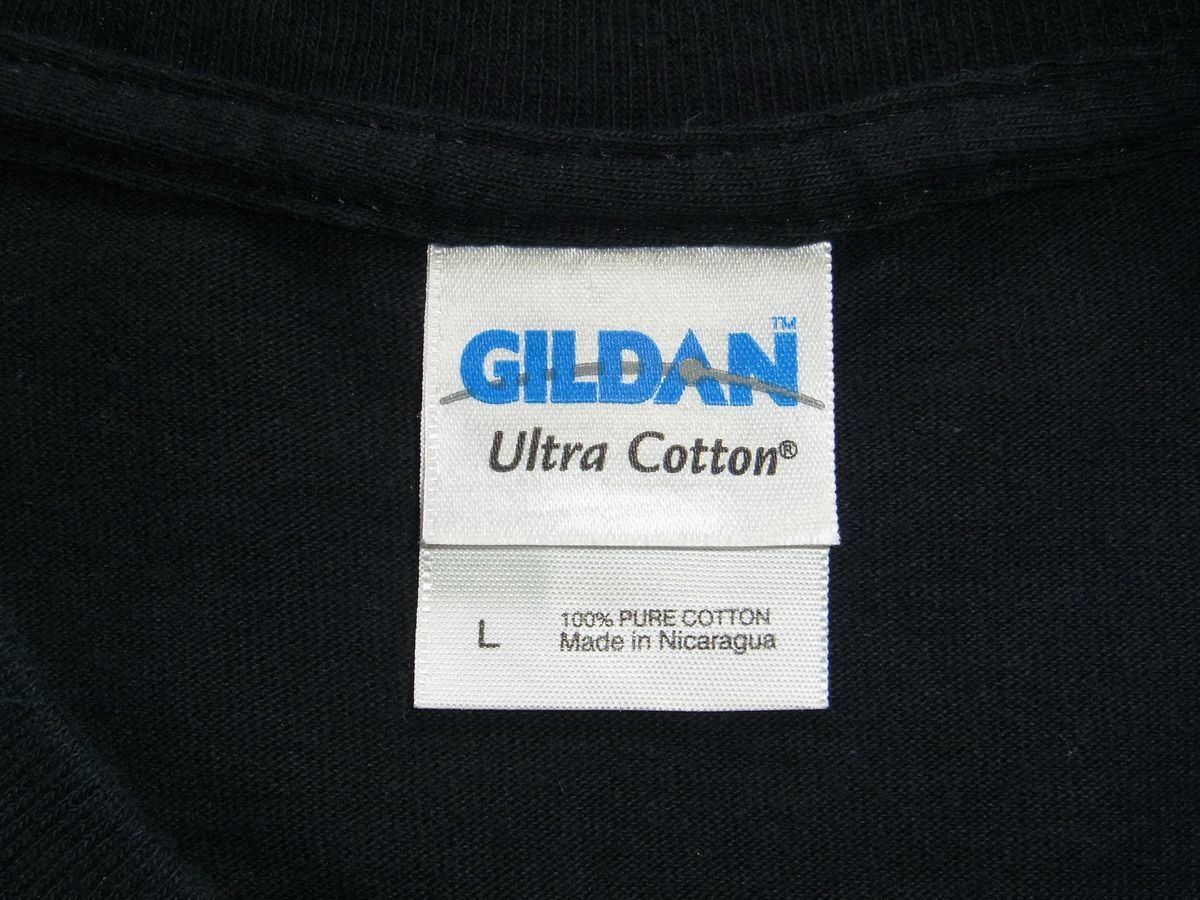 GILDAN™
Ultra Cotton®
L
100% PURE COTTON
Made in Nicaragua